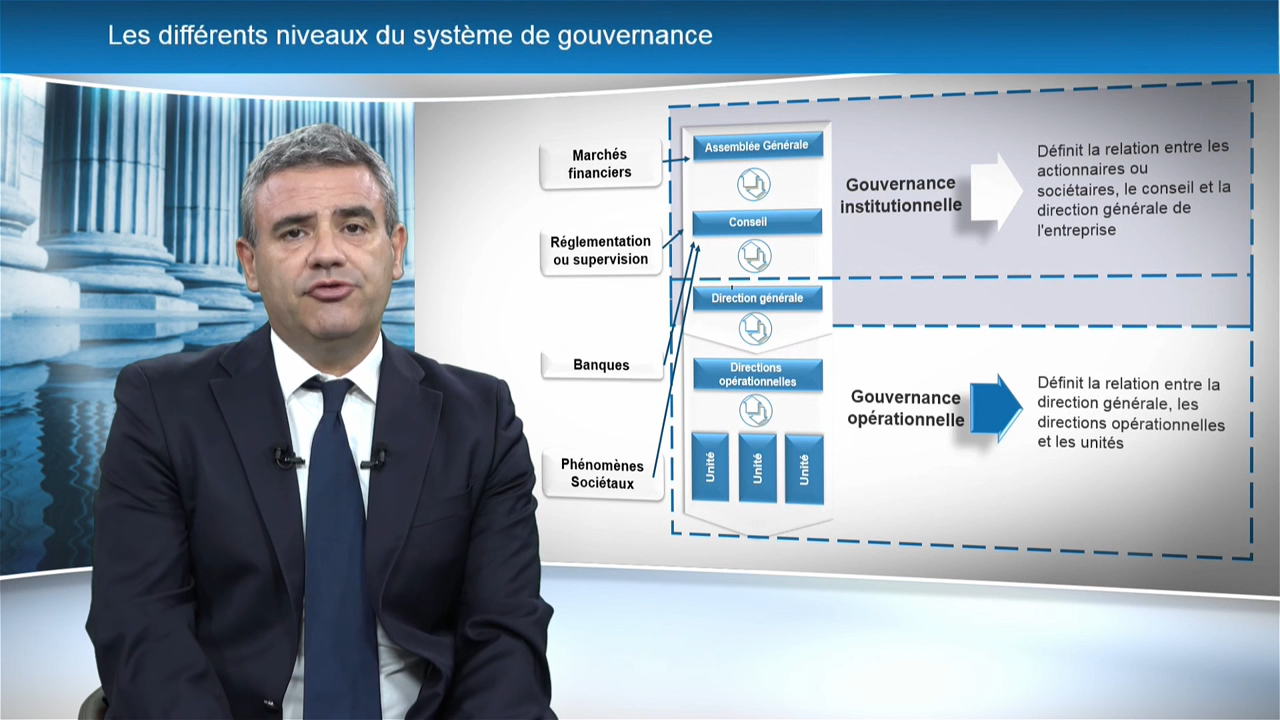 Les différents niveaux du système de gouvernance
Marchés
financiers
Réglementation
ou supervision
Banques
Phénomènes
Sociétaux
Assemblée Générale
Conseil
Direction générale
Directions
opérationnelles
Unité
Unité
Unité
Gouvernance
institutionnelle
Définit la relation entre les
actionnaires ou
sociétaires, le conseil et la
direction générale de
l'entreprise
Gouvernance
opérationnelle
Définit la relation entre la
direction générale, les
directions opérationnelles
et les unités